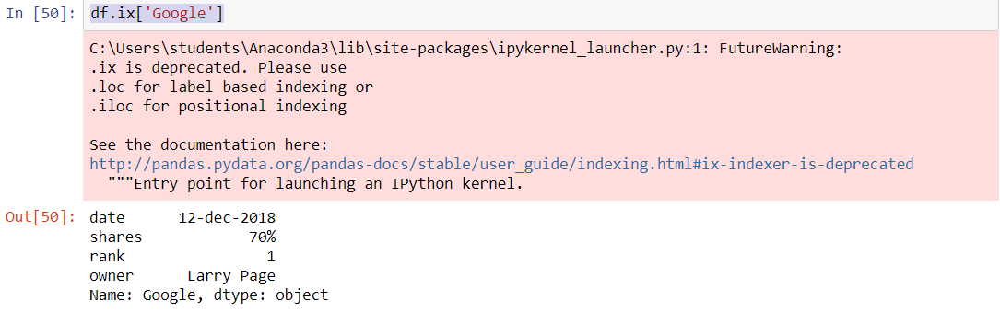 In [50]: df.ix['Google']
C:\Users\students\Anaconda3\lib\site-packages\ipykernel_launcher.py:1: FutureWarning:
.ix is deprecated. Please use
.loc for label based indexing or
.iloc for positional indexing
See the documentation here:
http://pandas.pydata.org/pandas-docs/stable/user_guide/indexing.html#ix-indexer-is-deprecated
"""Entry point for launching an IPython kernel.
Out[50]: date 12-dec-2018
shares 70%
rank 1
owner Larry Page
Name: Google, dtype: object